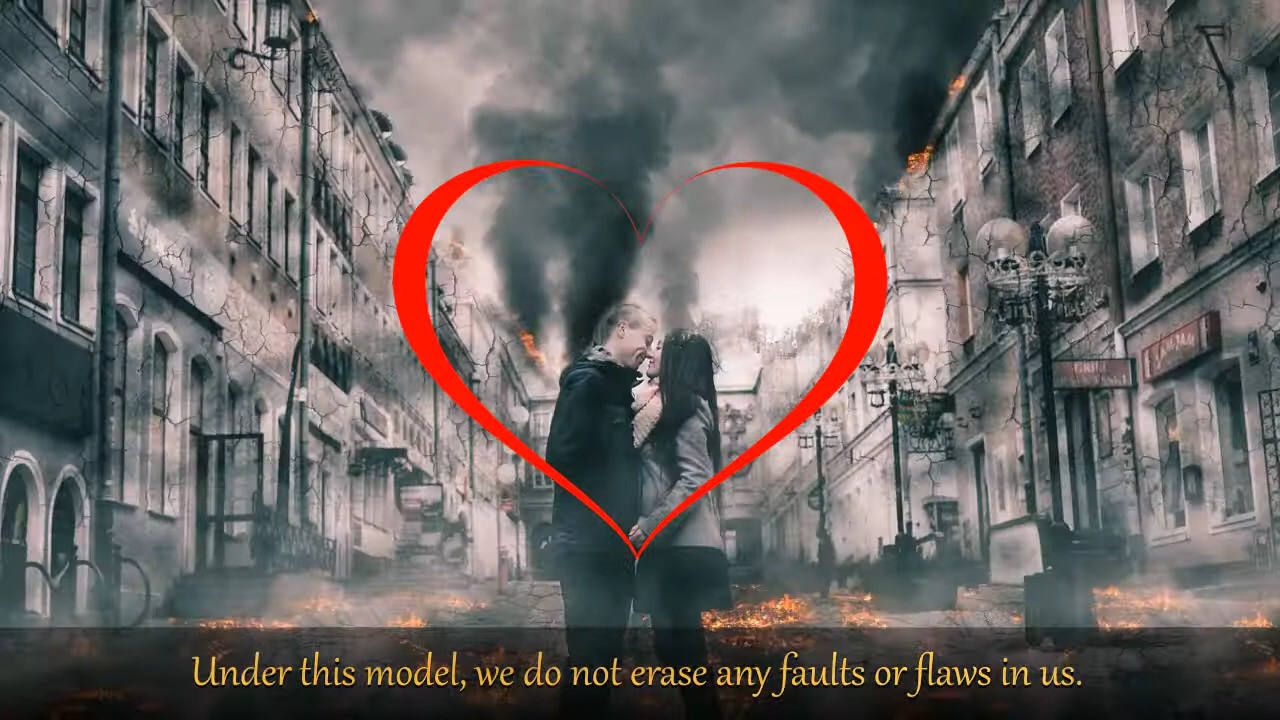 Under this model, we do not erase any faults or flaws in us.